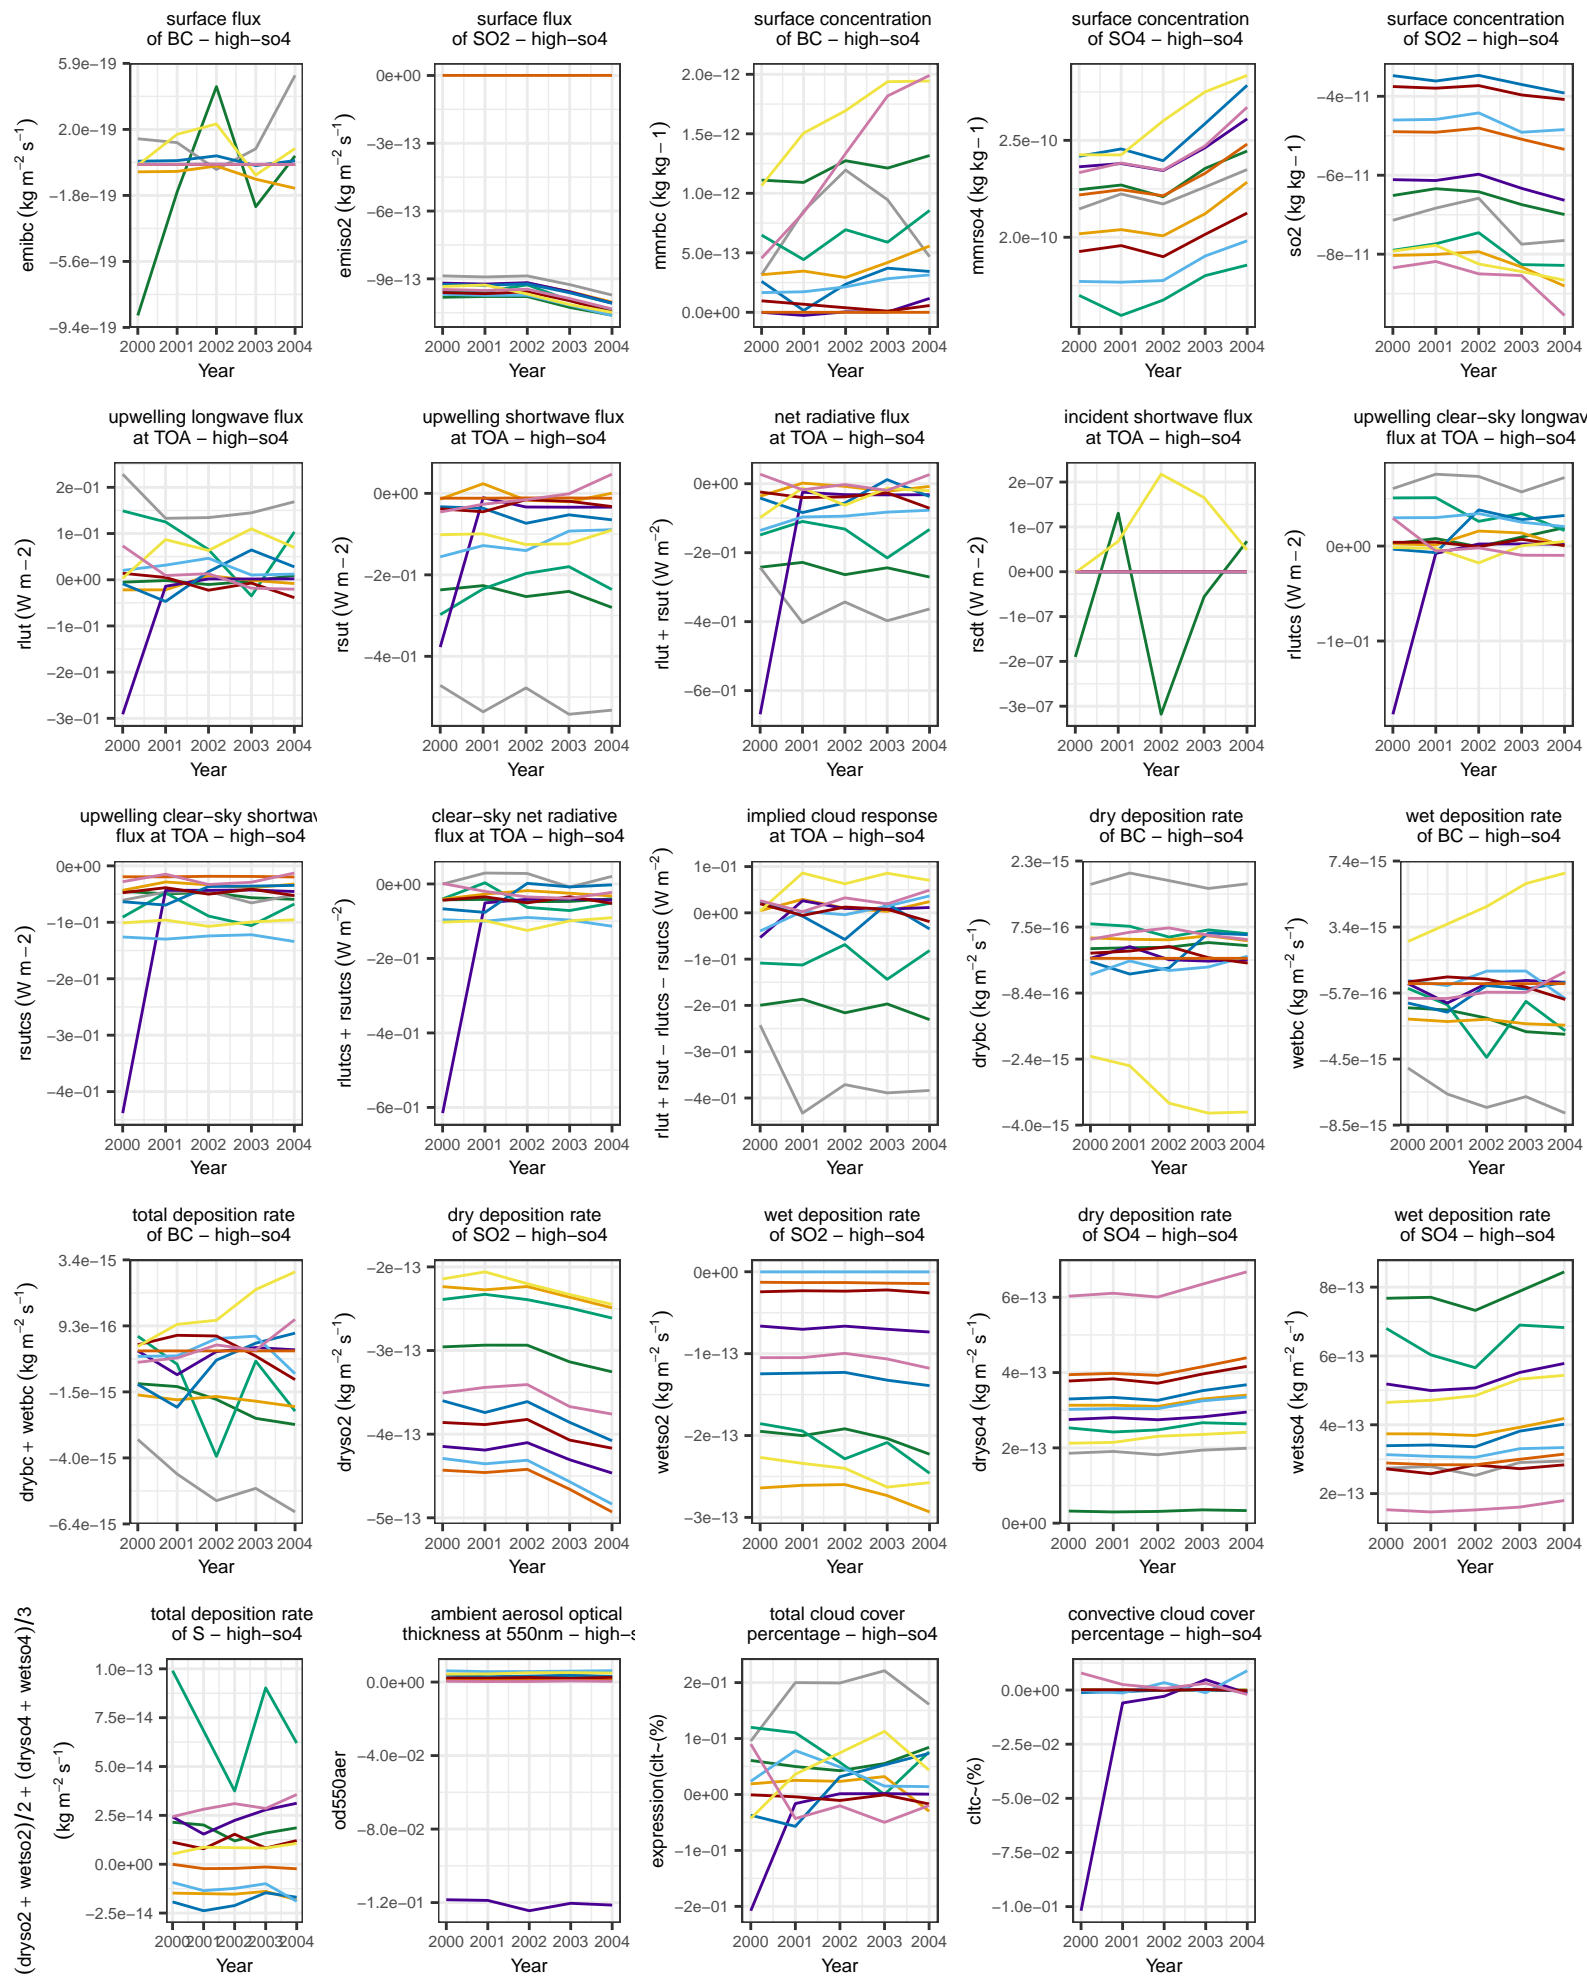 surface flux
of BC − high−so4
emibc (kg m−2 s−1)
5.9e−19
2.0e−19
−1.8e−19
−5.6e−19
−9.4e−19
2000 2001 2002 2003 2004
Year
surface flux
of SO2 − high−so4
emiso2 (kg m−2 s−1)
0e+00
−3e−13
−6e−13
−9e−13
2000 2001 2002 2003 2004
Year
surface concentration
of BC − high−so4
mmrbc (kg kg−1)
2.0e−12
1.5e−12
1.0e−12
5.0e−13
0.0e+00
2000 2001 2002 2003 2004
Year
surface concentration
of SO4 − high−so4
mmrso4 (kg kg−1)
2.5e−10
2.0e−10
2000 2001 2002 2003 2004
Year
surface concentration
of SO2 − high−so4
so2 (kg kg−1)
−4e−11
−6e−11
−8e−11
2000 2001 2002 2003 2004
Year
upwelling longwave flux
at TOA − high−so4
rlut (W m−2)
2e−01
1e−01
0e+00
−1e−01
−2e−01
−3e−01
2000 2001 2002 2003 2004
Year
upwelling shortwave flux
at TOA − high−so4
rsut (W m−2)
0e+00
−2e−01
−4e−01
2000 2001 2002 2003 2004
Year
net radiative flux
at TOA − high−so4
rlut + rsut (W m−2)
0e+00
−2e−01
−4e−01
−6e−01
2000 2001 2002 2003 2004
Year
incident shortwave flux
at TOA − high−so4
rsdt (W m−2)
2e−07
1e−07
0e+00
−1e−07
−2e−07
−3e−07
2000 2001 2002 2003 2004
Year
upwelling clear−sky longwav
flux at TOA − high−so4
rlutcs (W m−2)
0e+00
−1e−01
2000 2001 2002 2003 2004
Year
upwelling clear−sky shortwav
flux at TOA − high−so4
rsutcs (W m−2)
0e+00
−1e−01
−2e−01
−3e−01
−4e−01
2000 2001 2002 2003 2004
Year
clear−sky net radiative
flux at TOA − high−so4
rlutcs + rsutcs (W m−2)
0e+00
−2e−01
−4e−01
−6e−01
2000 2001 2002 2003 2004
Year
implied cloud response
at TOA − high−so4
rlut + rsut − rlutcs − rsutcs (W m−2)
1e−01
0e+00
−1e−01
−2e−01
−3e−01
−4e−01
2000 2001 2002 2003 2004
Year
dry deposition rate
of BC − high−so4
drybc (kg m−2 s−1)
2.3e−15
7.5e−16
−8.4e−16
−2.4e−15
−4.0e−15
2000 2001 2002 2003 2004
Year
wet deposition rate
of BC − high−so4
wetbc (kg m−2 s−1)
7.4e−15
3.4e−15
−5.7e−16
−4.5e−15
−8.5e−15
2000 2001 2002 2003 2004
Year
total deposition rate
of BC − high−so4
drybc + wetbc (kg m−2 s−1)
3.4e−15
9.3e−16
−1.5e−15
−4.0e−15
−6.4e−15
2000 2001 2002 2003 2004
Year
dry deposition rate
of SO2 − high−so4
dryso2 (kg m−2 s−1)
−2e−13
−3e−13
−4e−13
−5e−13
2000 2001 2002 2003 2004
Year
wet deposition rate
of SO2 − high−so4
wetso2 (kg m−2 s−1)
0e+00
−1e−13
−2e−13
−3e−13
2000 2001 2002 2003 2004
Year
dry deposition rate
of SO4 − high−so4
dryso4 (kg m−2 s−1)
6e−13
4e−13
2e−13
0e+00
2000 2001 2002 2003 2004
Year
wet deposition rate
of SO4 − high−so4
wetso4 (kg m−2 s−1)
8e−13
6e−13
4e−13
2e−13
2000 2001 2002 2003 2004
Year
total deposition rate
of S − high−so4
(dryso2 + wetso2)/2 + (dryso4 + wetso4)/3
(kg m−2 s−1)
1.0e−13
7.5e−14
5.0e−14
2.5e−14
0.0e+00
−2.5e−14
2000 2001 2002 2003 2004
Year
ambient aerosol optical
thickness at 550nm − high−s
od550aer
0.0e+00
−4.0e−02
−8.0e−02
−1.2e−01
2000 2001 2002 2003 2004
Year
total cloud cover
percentage − high−so4
expression(clt~(%)
2e−01
1e−01
0e+00
−1e−01
−2e−01
2000 2001 2002 2003 2004
Year
convective cloud cover
percentage − high−so4
cltc~(%)
0.0e+00
−2.5e−02
−5.0e−02
−7.5e−02
−1.0e−01
2000 2001 2002 2003 2004
Year